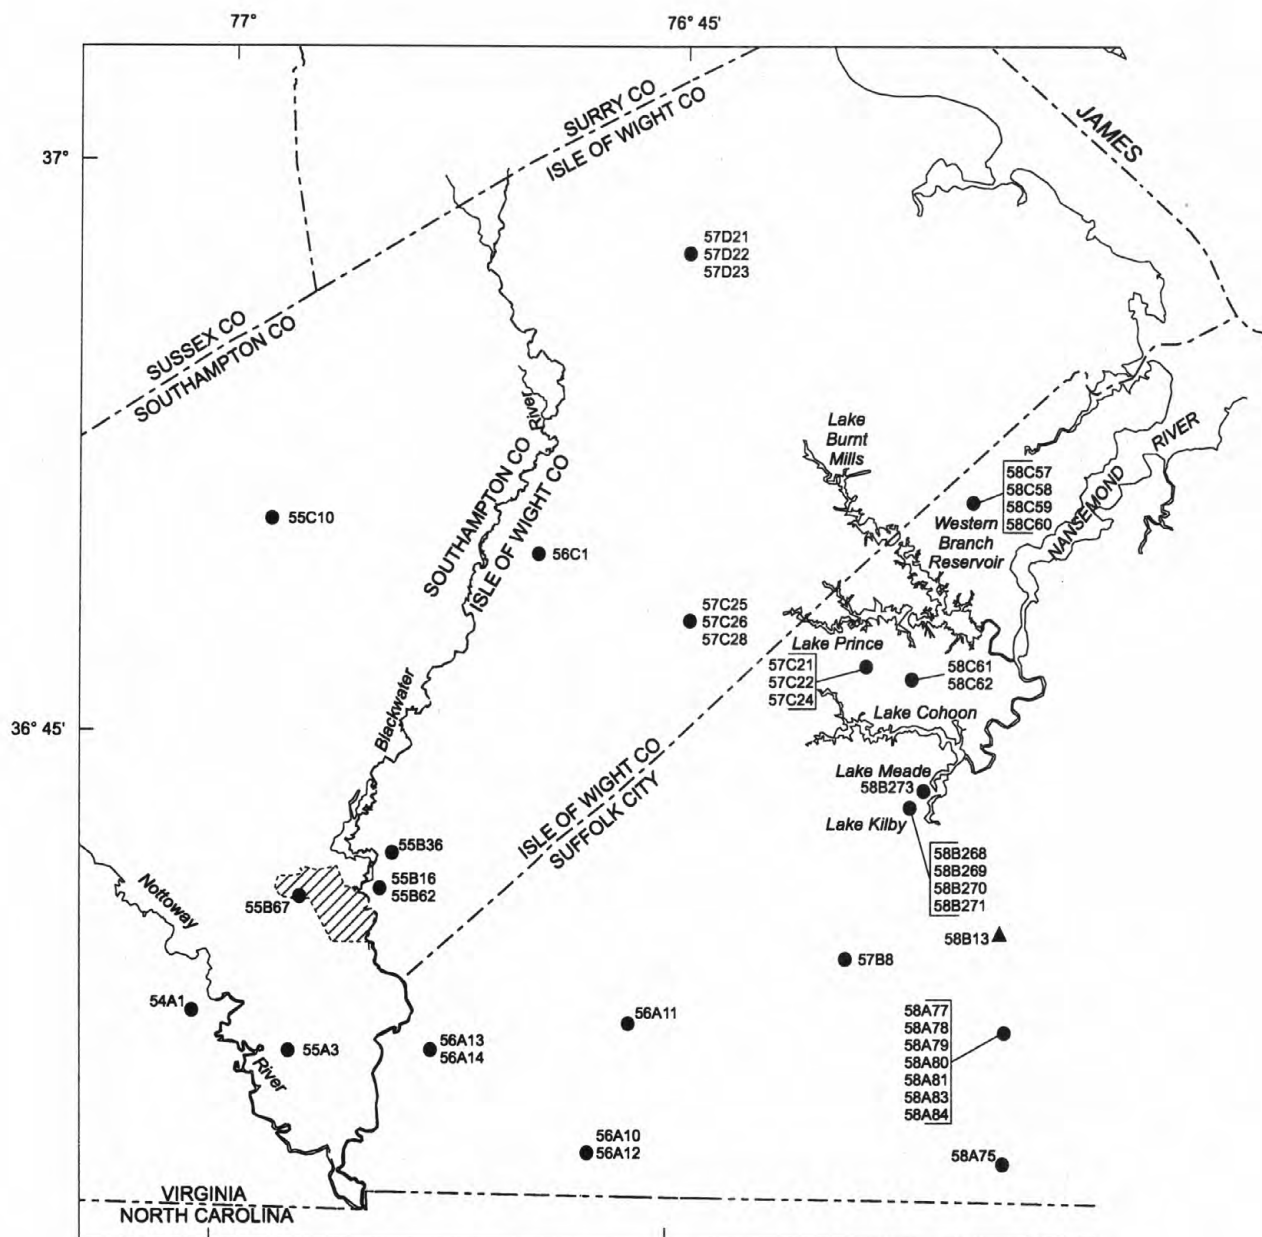 77°
76° 45'
37°
36° 45'
SURRY CO
ISLE OF WIGHT CO
JAMES
SUSSEX CO
SOUTHAMPTON CO
57D21
57D22
57D23
River
SOUTHAMPTON CO
ISLE OF WIGHT CO
Lake
Burnt
Mills
NANSEMOND RIVER
58C57
58C58
58C59
58C60
Western
Branch
Reservoir
55C10
56C1
57C25
57C26
57C28
Lake Prince
57C21
57C22
57C24
58C61
58C62
Lake Cohoon
Blackwater
ISLE OF WIGHT CO
SUFFOLK CITY
Lake Meade
58B273
Lake Kilby
58B268
58B269
58B270
58B271
55B36
55B16
55B62
55B67
Nottoway
58B13
57B8
54A1
56A11
58A77
58A78
58A79
58A80
58A81
58A83
58A84
55A3
River
56A13
56A14
56A10
56A12
58A75
VIRGINIA
NORTH CAROLINA